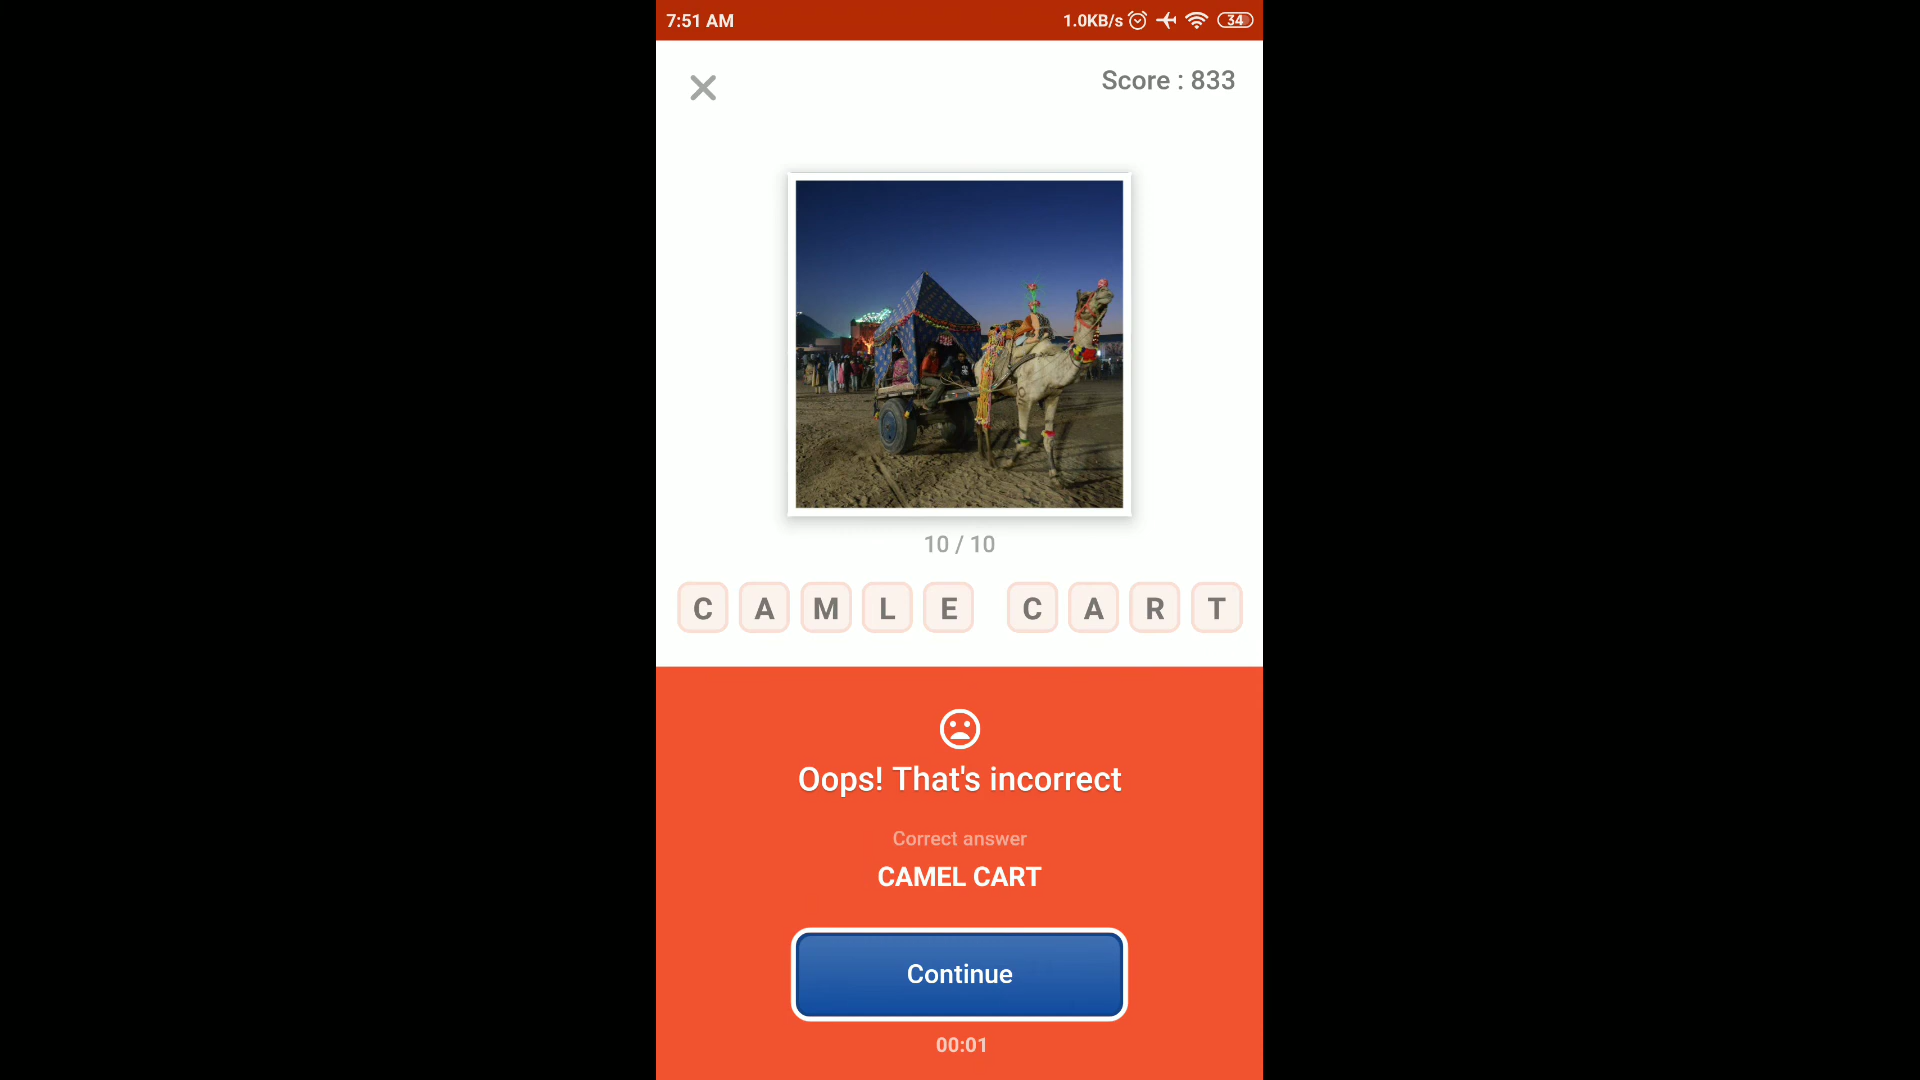 7:51 AM 1.0KB/s 34
Score : 833
10 / 10
C A M L E C A R T
Oops! That's incorrect
Correct answer
CAMEL CART
Continue
00:01